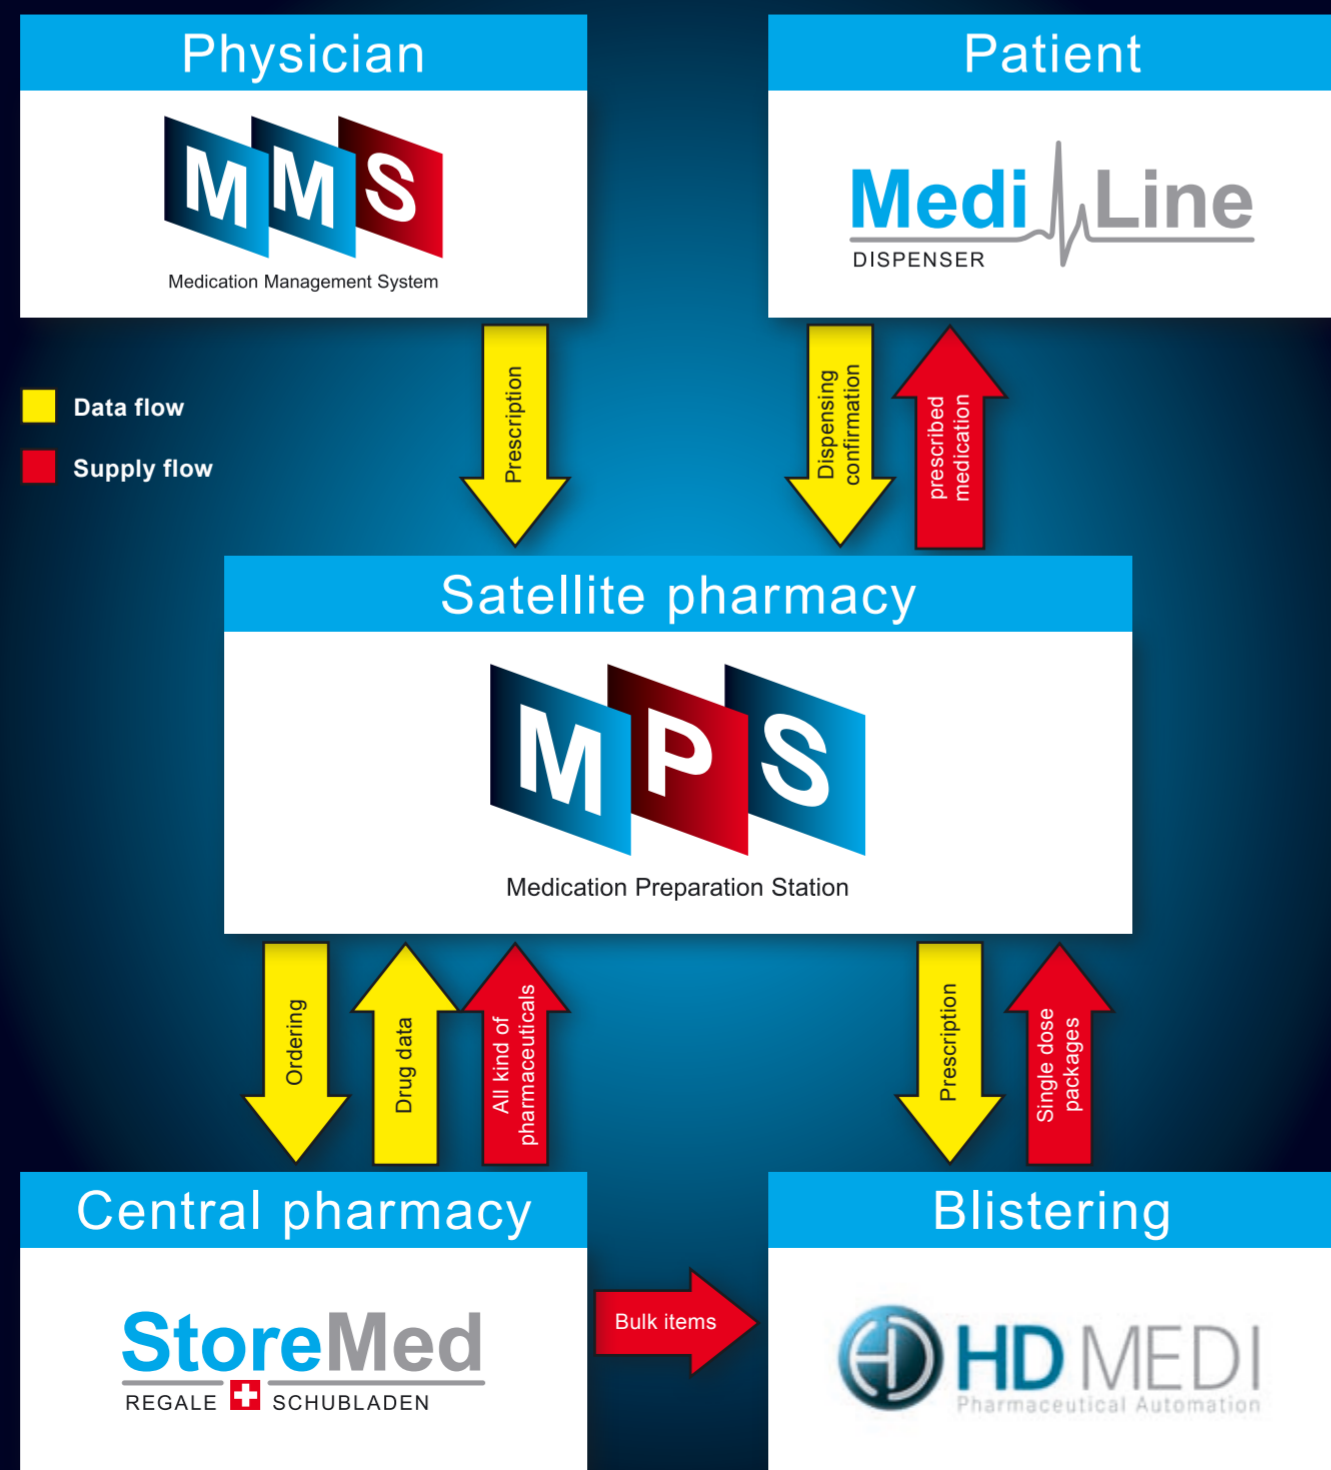 Physician
MMS
Medication Management System
Patient
Medi Line
DISPENSER
Data flow
Supply flow
Prescription
Dispensing
confirmation
prescribed
medication
Satellite pharmacy
MPS
Medication Preparation Station
Ordering
Drug data
All kind of
pharmaceuticals
Prescription
Single dose
packages
Central pharmacy
StoreMed
REGALE SCHUBLADEN
Bulk items
Blistering
HD MEDI
Pharmaceutical Automation